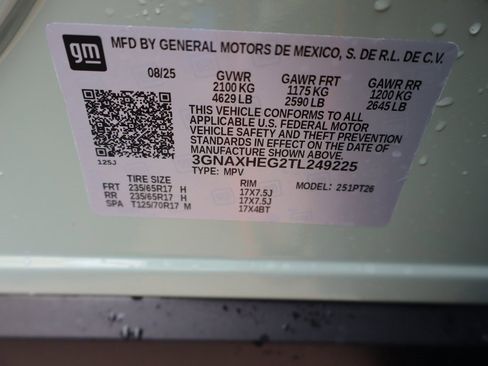 gm
MFD BY GENERAL MOTORS DE MEXICO, S. DE R.L. DE C.V.
08/25 GVWR GAWR FRT GAWR RR
2100 KG 1175 KG 1200 KG
4629 LB 2590 LB 2645 LB
THIS VEHICLE CONFORMS TO ALL
APPLICABLE U.S. FEDERAL MOTOR
VEHICLE SAFETY AND THEFT PREVENTION
STANDARDS IN EFFECT ON THE DATE OF
MANUFACTURE SHOWN ABOVE.
3GNAXHEG2TL249225
125J TYPE: MPV
TIRE SIZE RIM MODEL: 251PT26
FRT 235/65R17 H 17X7.5J
RR 235/65R17 H 17X7.5J
SPA T125/70R17 M 17X4BT